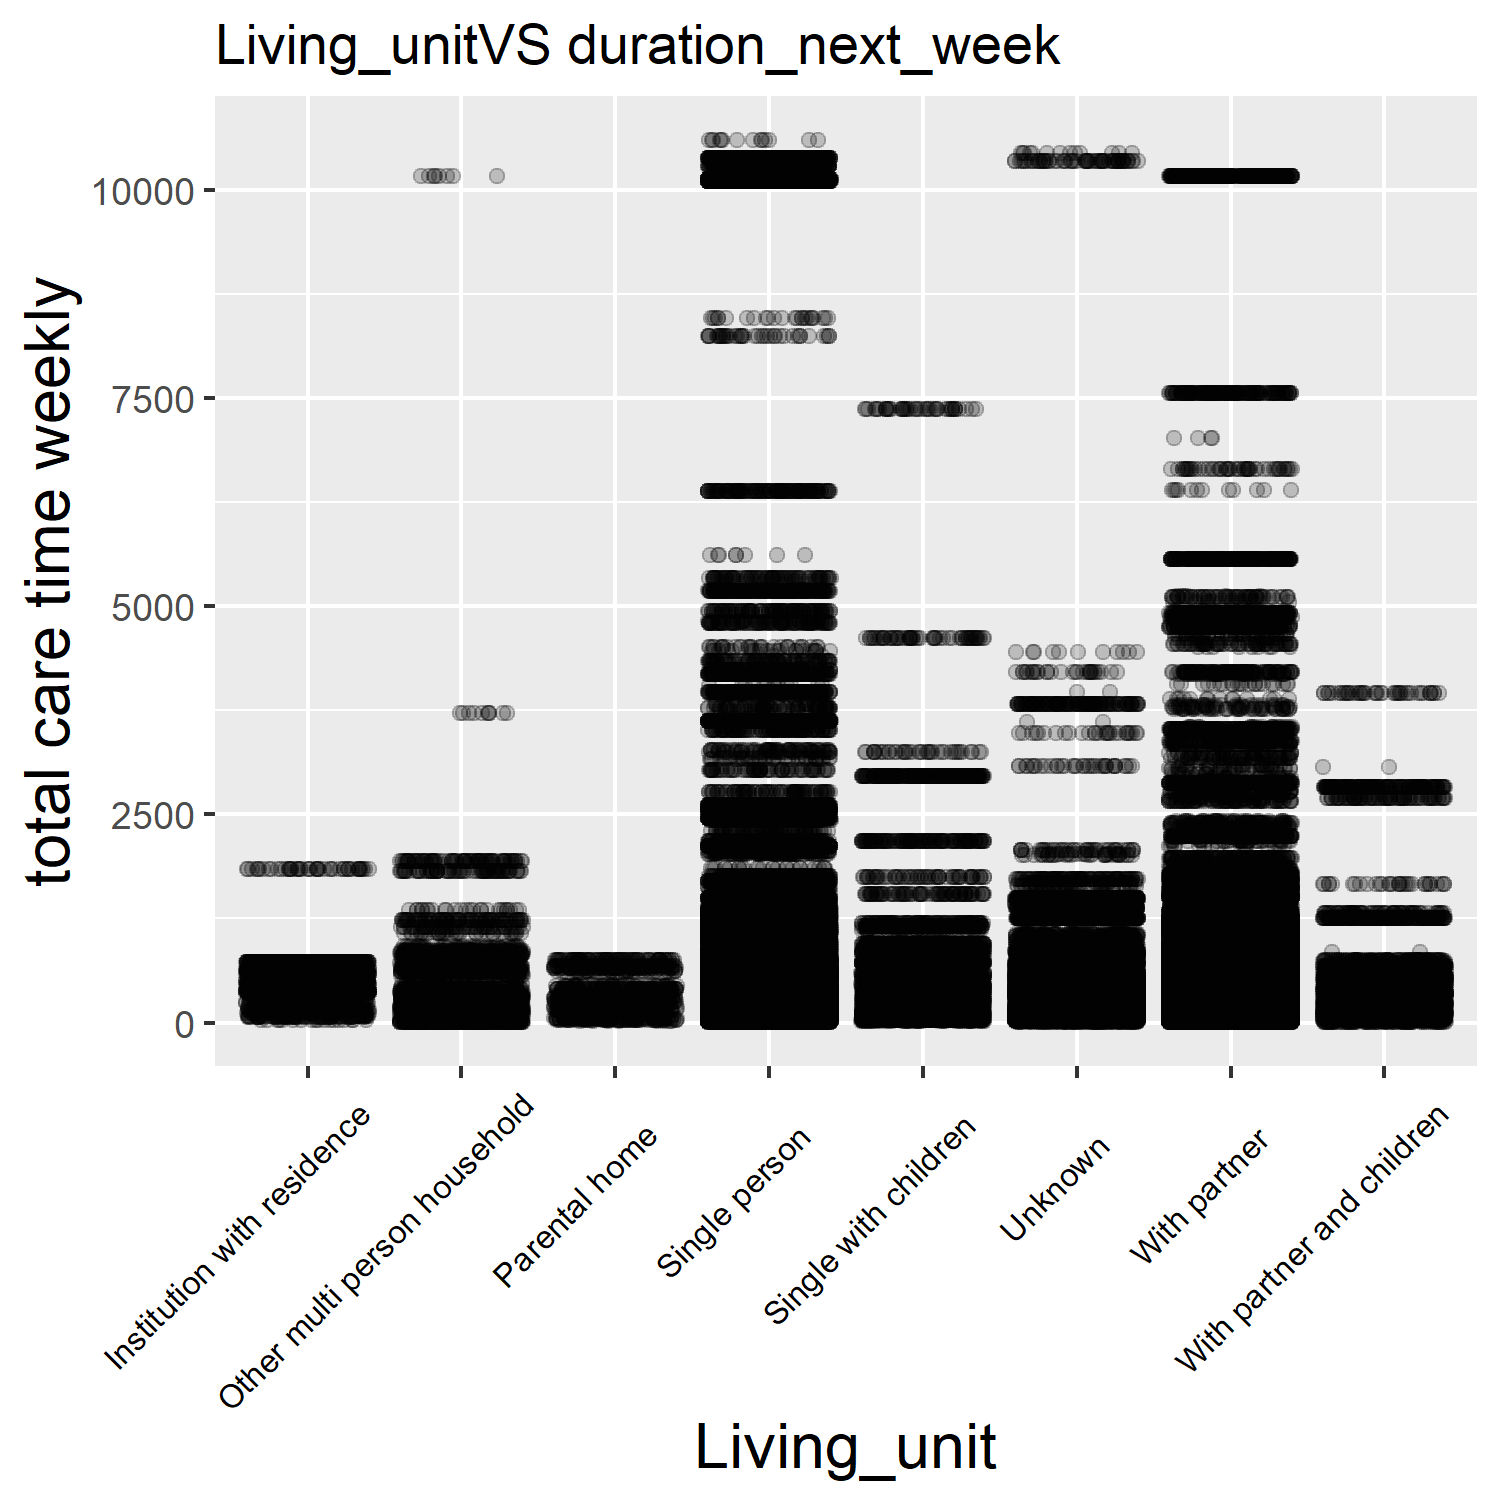 Living_unitVS duration_next_week
total care time weekly
10000
7500
5000
2500
0
Institution with residence
Other multi person household
Parental home
Single person
Single with children
Unknown
With partner
With partner and children
Living_unit